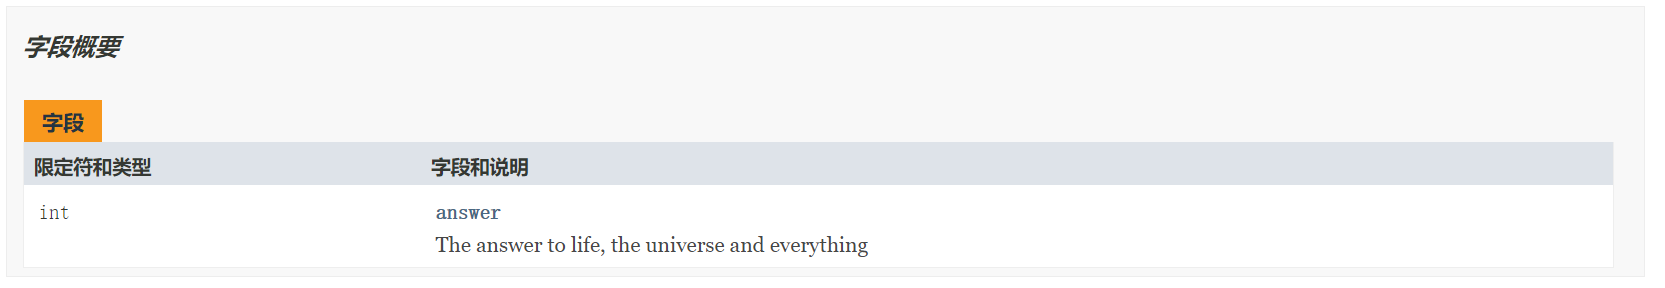 字段概要
字段
限定符和类型 字段和说明
int answer
The answer to life, the universe and everything